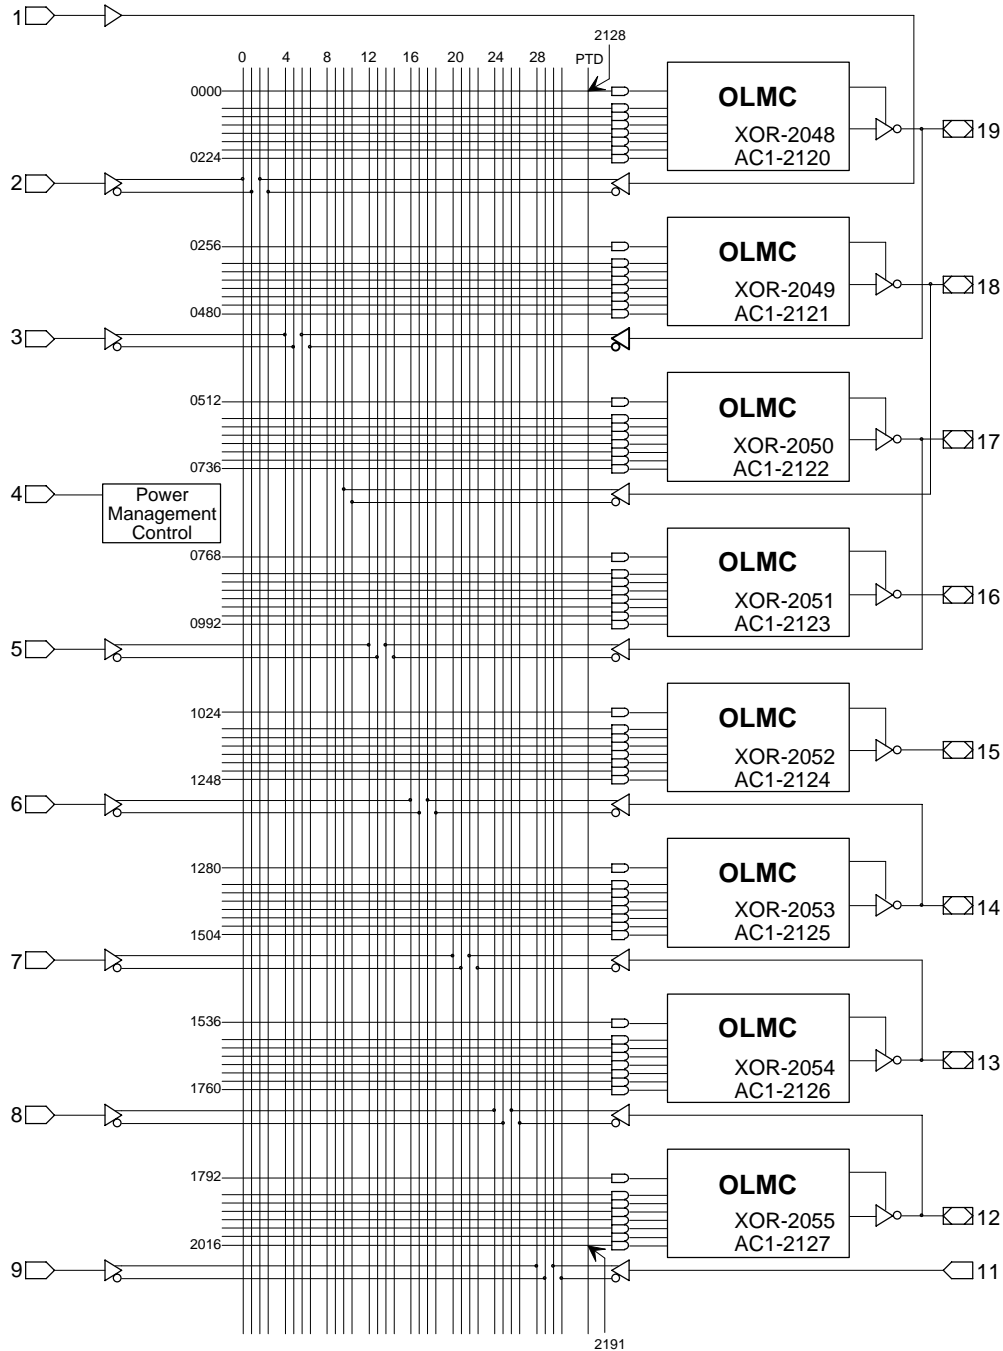 1
2128
0 4 8 12 16 20 24 28 PTD
0000
OLMC
XOR-2048
AC1-2120
19
0224
2
0256
OLMC
XOR-2049
AC1-2121
18
0480
3
0512
OLMC
XOR-2050
AC1-2122
17
0736
4
Power
Management
Control
0768
OLMC
XOR-2051
AC1-2123
16
0992
5
1024
OLMC
XOR-2052
AC1-2124
15
1248
6
1280
OLMC
XOR-2053
AC1-2125
14
1504
7
1536
OLMC
XOR-2054
AC1-2126
13
1760
8
1792
OLMC
XOR-2055
AC1-2127
12
2016
9
11
2191